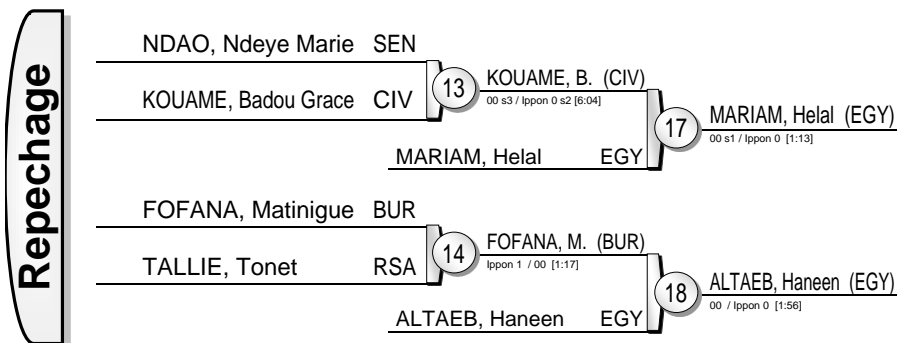 Repechage
NDAO, Ndeye Marie SEN
KOUAME, Badou Grace CIV
13
KOUAME, B. (CIV)
00 s3 / Ippon 0 s2 [6:04]
MARIAM, Helal EGY
17
MARIAM, Helal (EGY)
00 s1 / Ippon 0 [1:13]
FOFANA, Matinigue BUR
TALLIE, Tonet RSA
14
FOFANA, M. (BUR)
Ippon 1 / 00 [1:17]
ALTAEB, Haneen EGY
18
ALTAEB, Haneen (EGY)
00 / Ippon 0 [1:56]